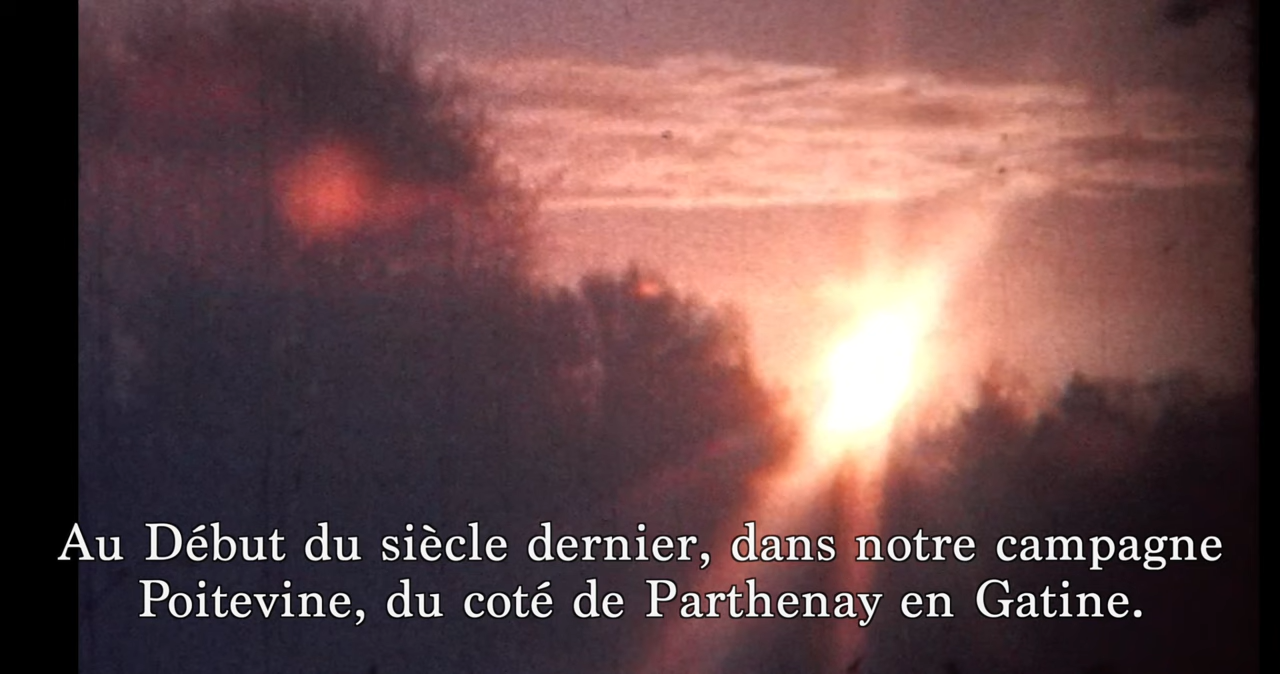 Au Début du siècle dernier, dans notre campagne
Poitevine, du coté de Parthenay en Gatine.